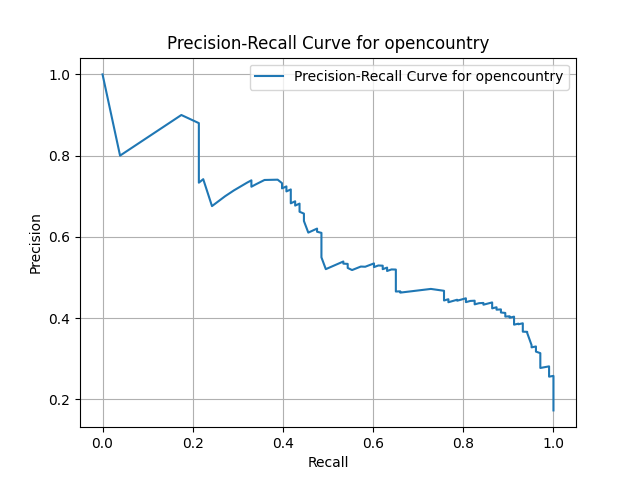 Precision-Recall Curve for opencountry
Precision-Recall Curve for opencountry
1.0
0.8
0.6
0.4
0.2
Precision
0.0 0.2 0.4 0.6 0.8 1.0
Recall